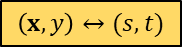 (𝐱, 𝑦) ↔ (𝑠, 𝑡)